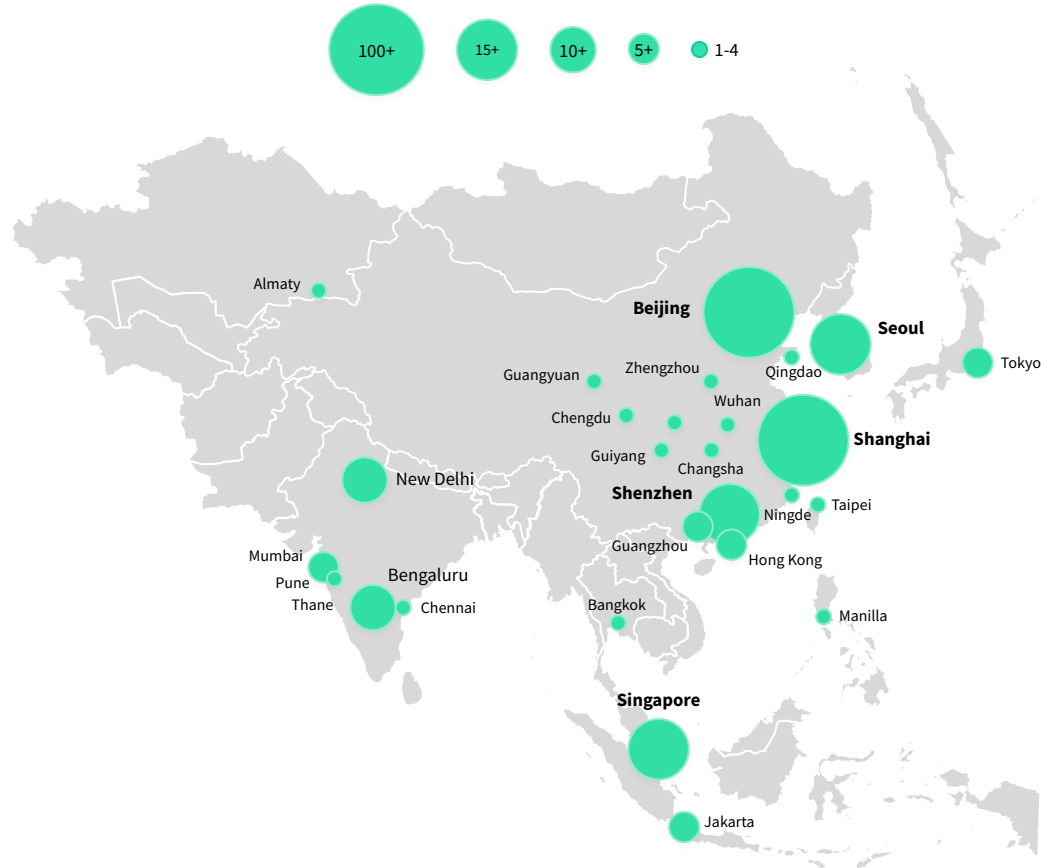 100+
15+
10+
5+
1-4
Almaty
Beijing
Seoul
Tokyo
Zhengzhou
Qingdao
Guangyuan
Wuhan
Chengdu
Shanghai
Guiyang
Changsha
New Delhi
Shenzhen
Ningde
Taipei
Guangzhou
Mumbai
Hong Kong
Pune
Bengaluru
Thane
Chennai
Bangkok
Manilla
Singapore
Jakarta